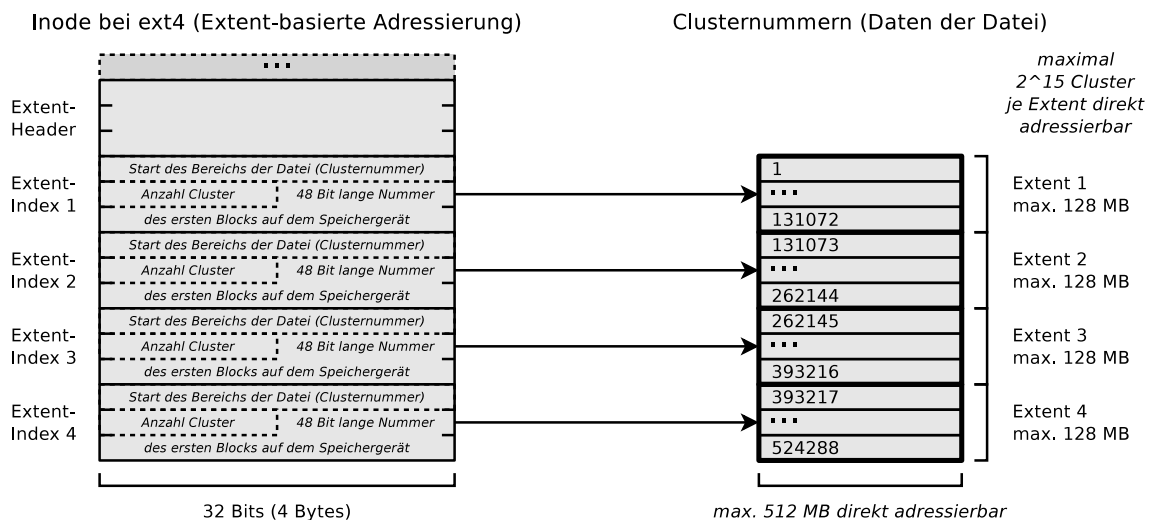 Inode bei ext4 (Extent-basierte Adressierung)
Clusternummern (Daten der Datei)
...
maximal
2^15 Cluster
je Extent direkt
adressierbar
Extent-
Header
Extent-
Index 1
Start des Bereichs der Datei (Clusternummer)
Anzahl Cluster
48 Bit lange Nummer
des ersten Blocks auf dem Speichergerät
1
...
131072
Extent 1
max. 128 MB
Extent-
Index 2
Start des Bereichs der Datei (Clusternummer)
Anzahl Cluster
48 Bit lange Nummer
des ersten Blocks auf dem Speichergerät
131073
...
262144
Extent 2
max. 128 MB
Extent-
Index 3
Start des Bereichs der Datei (Clusternummer)
Anzahl Cluster
48 Bit lange Nummer
des ersten Blocks auf dem Speichergerät
262145
...
393216
Extent 3
max. 128 MB
Extent-
Index 4
Start des Bereichs der Datei (Clusternummer)
Anzahl Cluster
48 Bit lange Nummer
des ersten Blocks auf dem Speichergerät
393217
...
524288
Extent 4
max. 128 MB
32 Bits (4 Bytes)
max. 512 MB direkt adressierbar